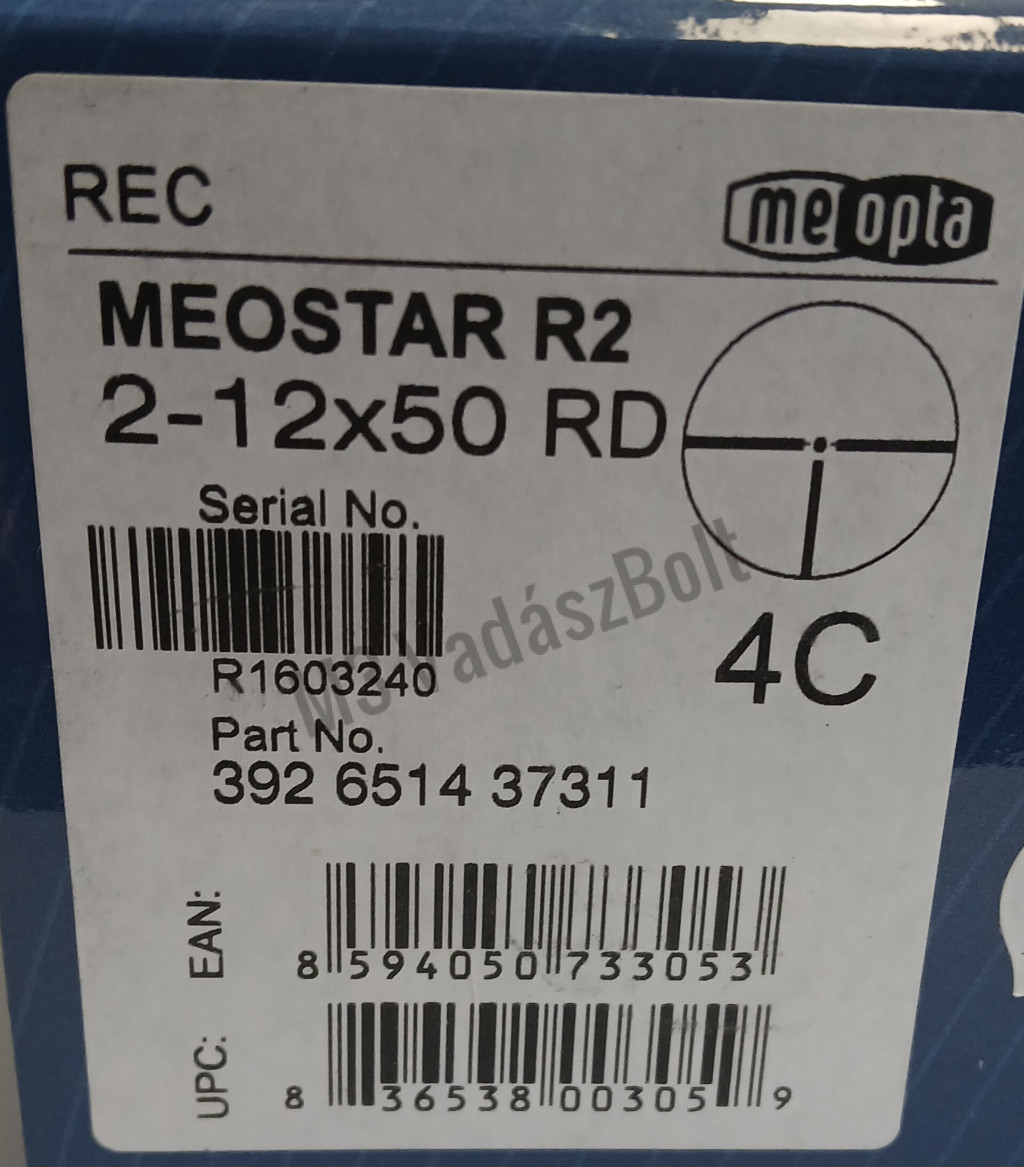 REC
meopta
MEOSTAR R2
2-12x50 RD
Serial No.
R1603240
4C
Part No.
392 6514 37311
EAN:
8 594050 733053
UPC:
8 36538 00305 9